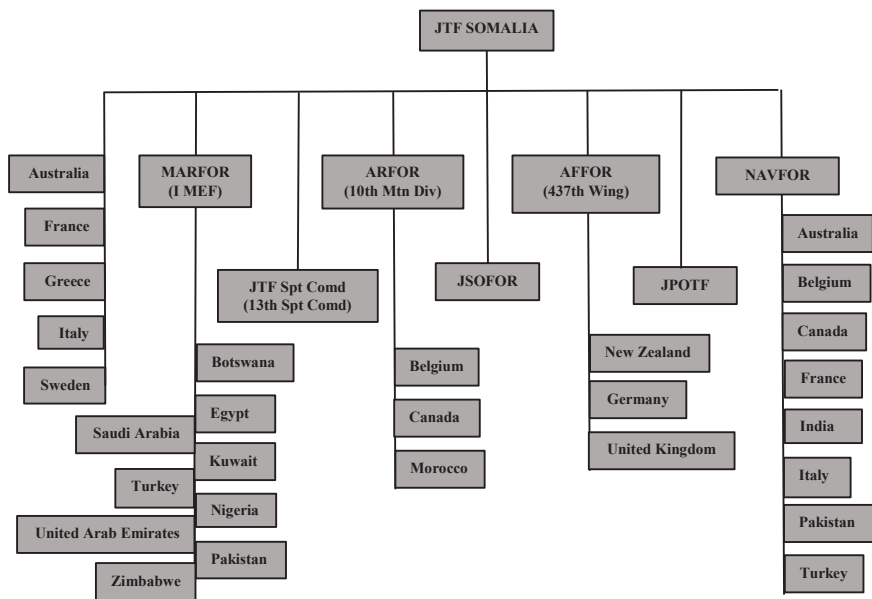 JTF SOMALIA
Australia
France
Greece
Italy
Sweden
MARFOR
(I MEF)
Botswana
Egypt
Saudi Arabia
Kuwait
Turkey
Nigeria
United Arab Emirates
Pakistan
Zimbabwe
JTF Spt Comd
(13th Spt Comd)
ARFOR
(10th Mtn Div)
Belgium
Canada
Morocco
JSOFOR
AFFOR
(437th Wing)
New Zealand
Germany
United Kingdom
JPOTF
NAVFOR
Australia
Belgium
Canada
France
India
Italy
Pakistan
Turkey